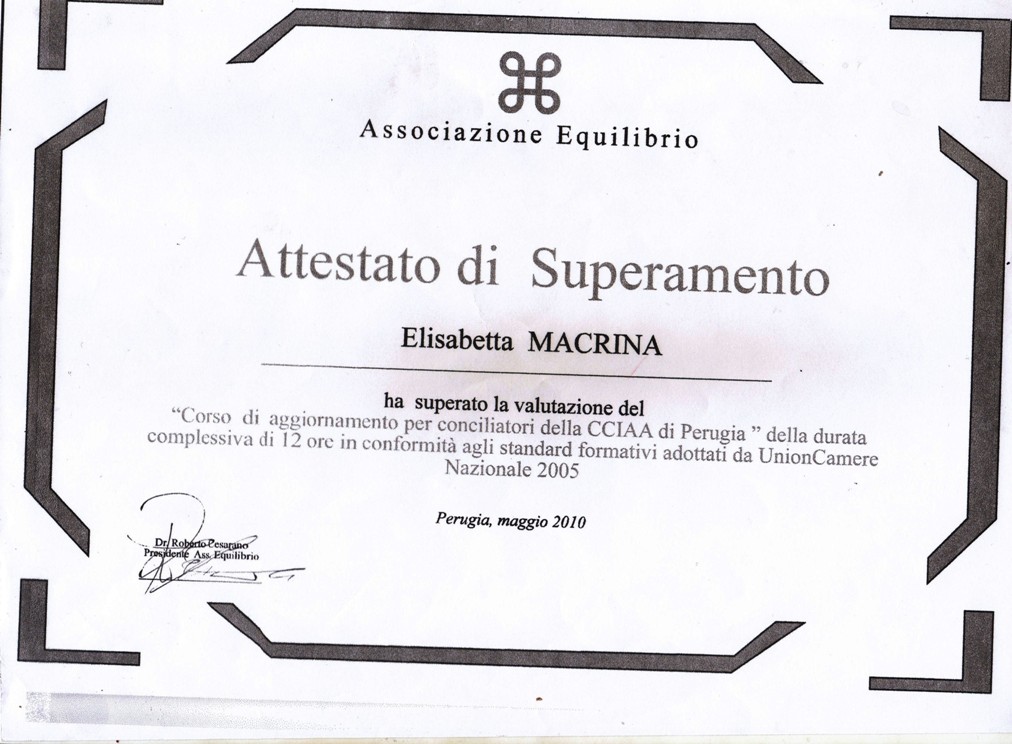 Associazione Equilibrio
Attestato di Superamento
Elisabetta MACRINA
ha superato la valutazione del
“Corso di aggiornamento per conciliatori della CCIAA di Perugia ” della durata
complessiva di 12 ore in conformità agli standard formativi adottati da UnionCamere
Nazionale 2005
Perugia, maggio 2010
Dr. Roberto Cesarano
Presidente Ass. Equilibrio